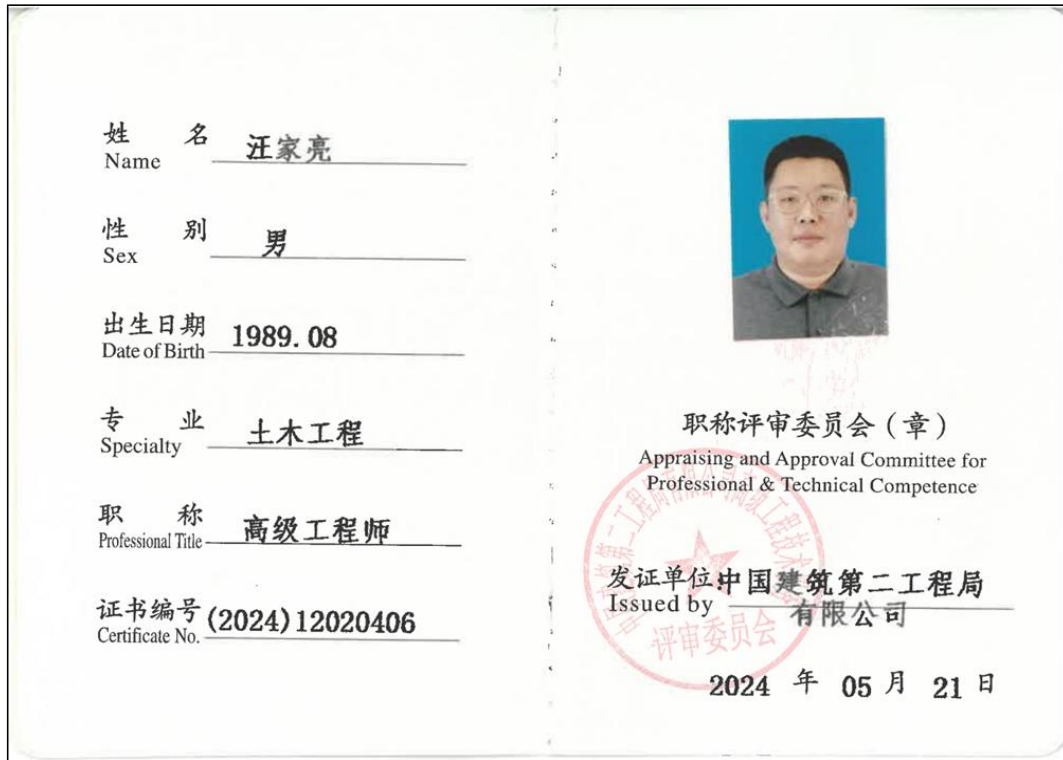 姓 名 汪家亮
Name
性 别 男
Sex
出生日期 1989.08
Date of Birth
专 业 土木工程
Specialty
职 称 高级工程师
Professional Title
证书编号 (2024)12020406
Certificate No.
职称评审委员会（章）
Appraising and Approval Committee for
Professional & Technical Competence
发证单位:中国建筑第二工程局
Issued by 有限公司
评审委员会
2024 年 05 月 21 日